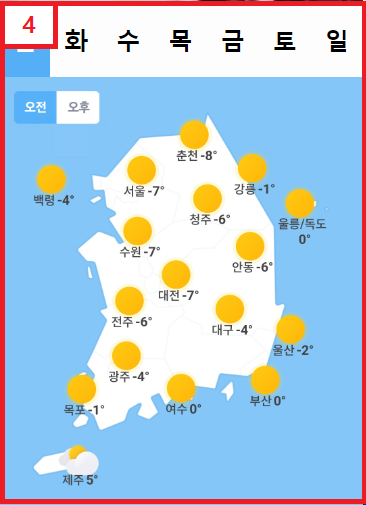 4
화 수 목 금 토 일
오전 오후
춘천 -8°
서울 -7°
강릉 -1°
백령 -4°
청주 -6°
울릉/독도
0°
수원 -7°
안동 -6°
대전 -7°
전주 -6°
대구 -4°
울산 -2°
광주 -4°
목포 -1°
여수 0°
부산 0°
제주 5°